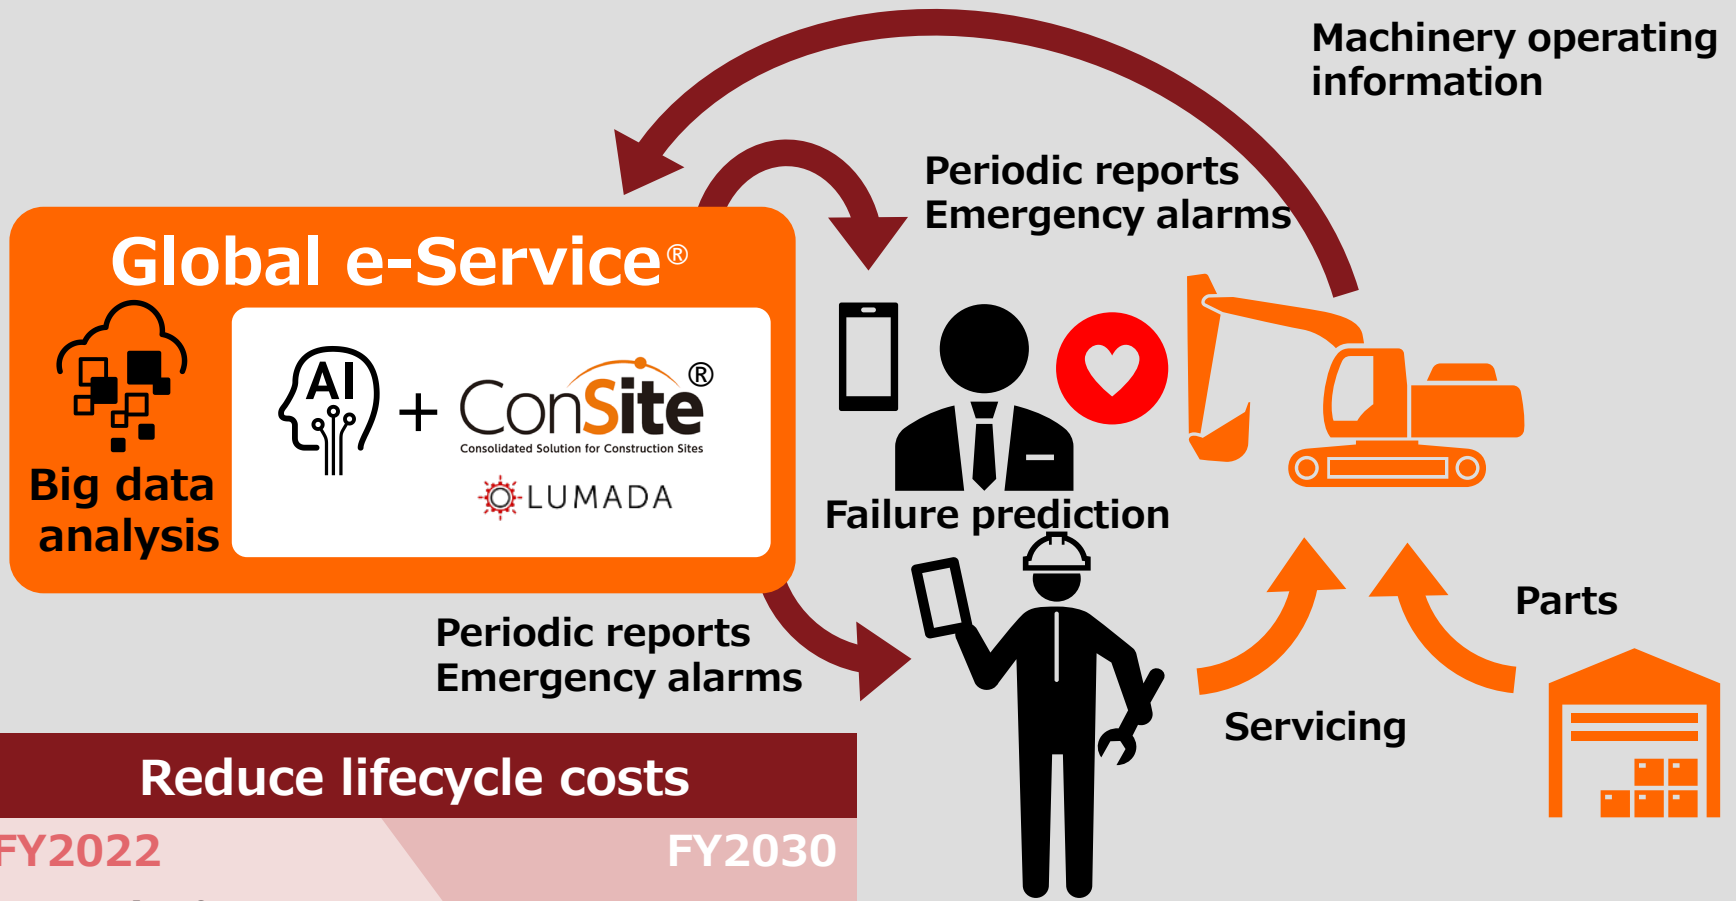 Machinery operating
information
Periodic reports
Emergency alarms
Global e-Service®
AI
+
ConSite®
Consolidated Solution for Construction Sites
LUMADA
Big data
analysis
Failure prediction
Periodic reports
Emergency alarms
Parts
Servicing
Reduce lifecycle costs
FY2022
FY2030